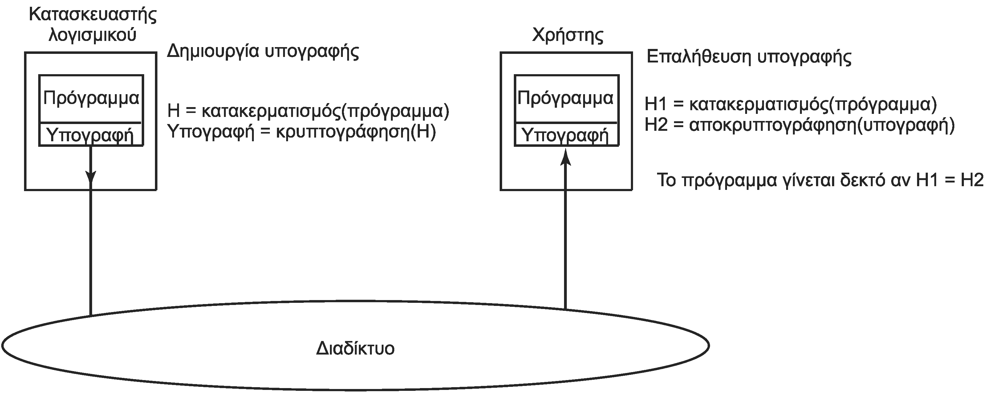 Κατασκευαστής
λογισμικού
Δημιουργία υπογραφής
Πρόγραμμα
Υπογραφή
H = κατακερματισμός(πρόγραμμα)
Υπογραφή = κρυπτογράφηση(H)
Χρήστης
Επαλήθευση υπογραφής
Πρόγραμμα
Υπογραφή
H1 = κατακερματισμός(πρόγραμμα)
H2 = αποκρυπτογράφηση(υπογραφή)
Το πρόγραμμα γίνεται δεκτό αν H1 = H2
Διαδίκτυο